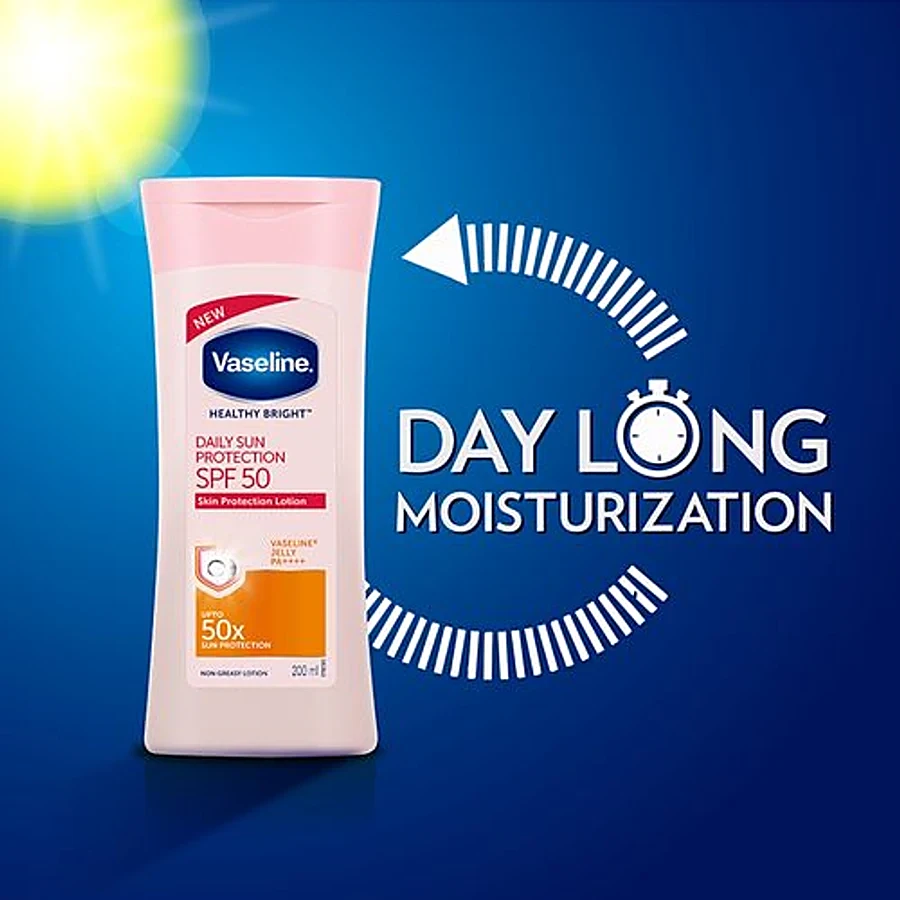 NEW
Vaseline.
HEALTHY BRIGHT™
DAILY SUN
PROTECTION
SPF 50
Skin Protection Lotion
VASELINE®
JELLY
PA++++
UPTO
50x
SUN PROTECTION
NON-GREASY LOTION
200 ml
DAY LONG
MOISTURIZATION